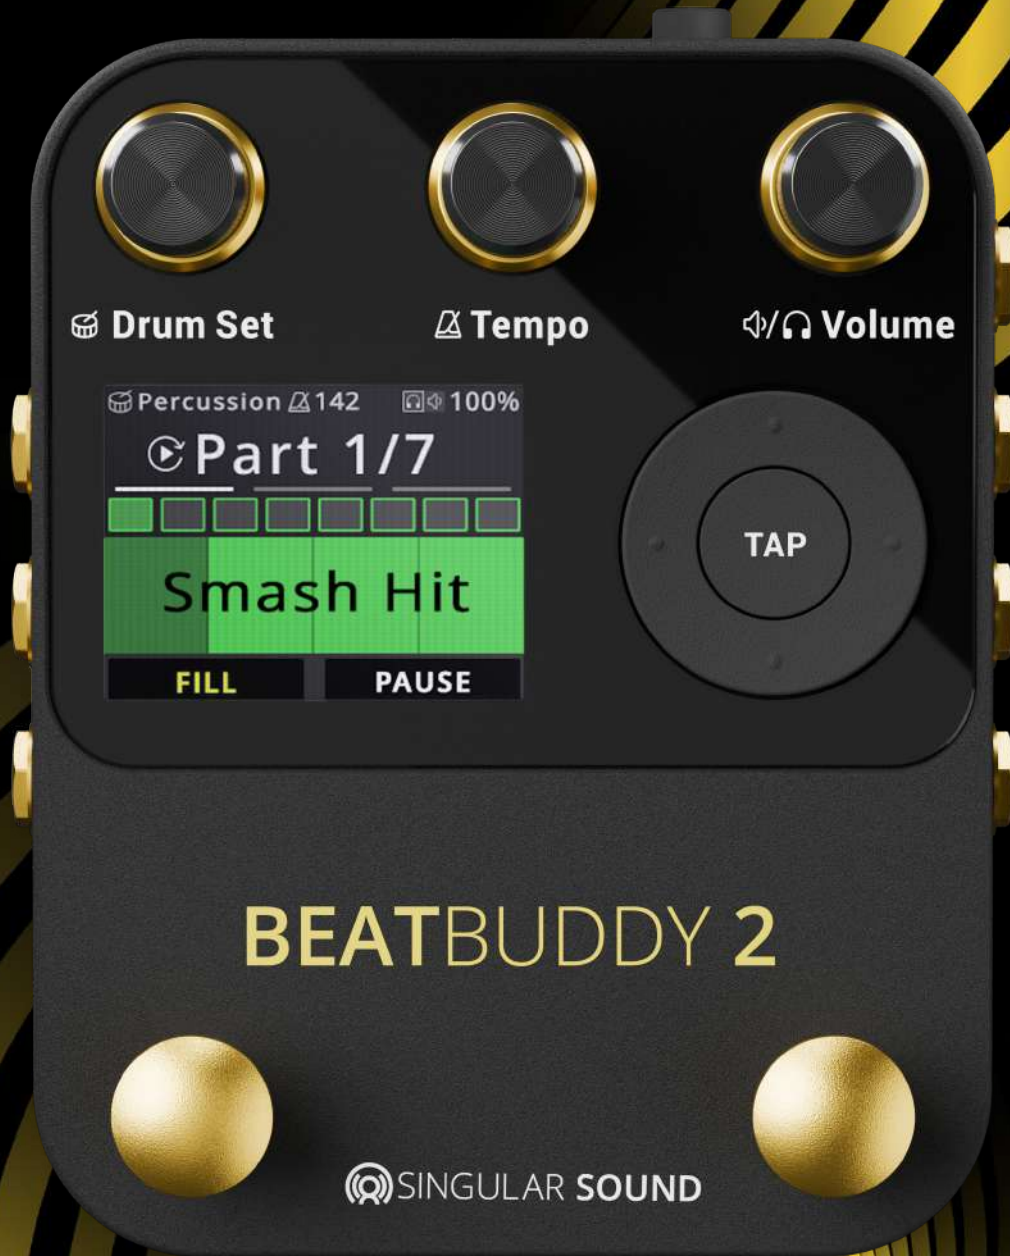 Drum Set
Tempo
/ Volume
Percussion 142 100%
Part 1/7
Smash Hit
FILL
PAUSE
TAP
BEATBUDDY 2
SINGULAR SOUND